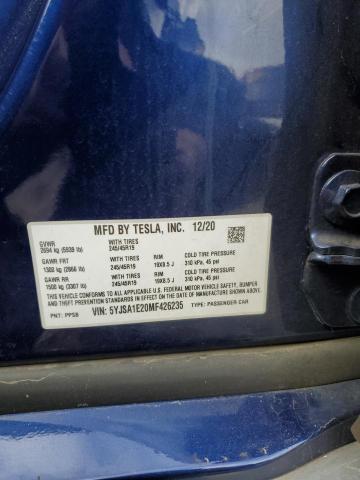 MFD BY TESLA, INC. 12/20
GVWR WITH TIRES
2694 kg (5939 lb) 245/45R19
GAWR FRT WITH TIRES RIM COLD TIRE PRESSURE
1300 kg (2866 lb) 245/45R19 19X8.5 J 310 kPa, 45 psi
GAWR RR WITH TIRES RIM COLD TIRE PRESSURE
1500 kg (3307 lb) 245/45R19 19X8.5 J 310 kPa, 45 psi
THIS VEHICLE CONFORMS TO ALL APPLICABLE U.S. FEDERAL MOTOR VEHICLE SAFETY, BUMPER
AND THEFT PREVENTION STANDARDS IN EFFECT ON THE DATE OF MANUFACTURE SHOWN ABOVE.
PNT: PPSB VIN: 5YJSA1E20MF426235 TYPE: PASSENGER CAR